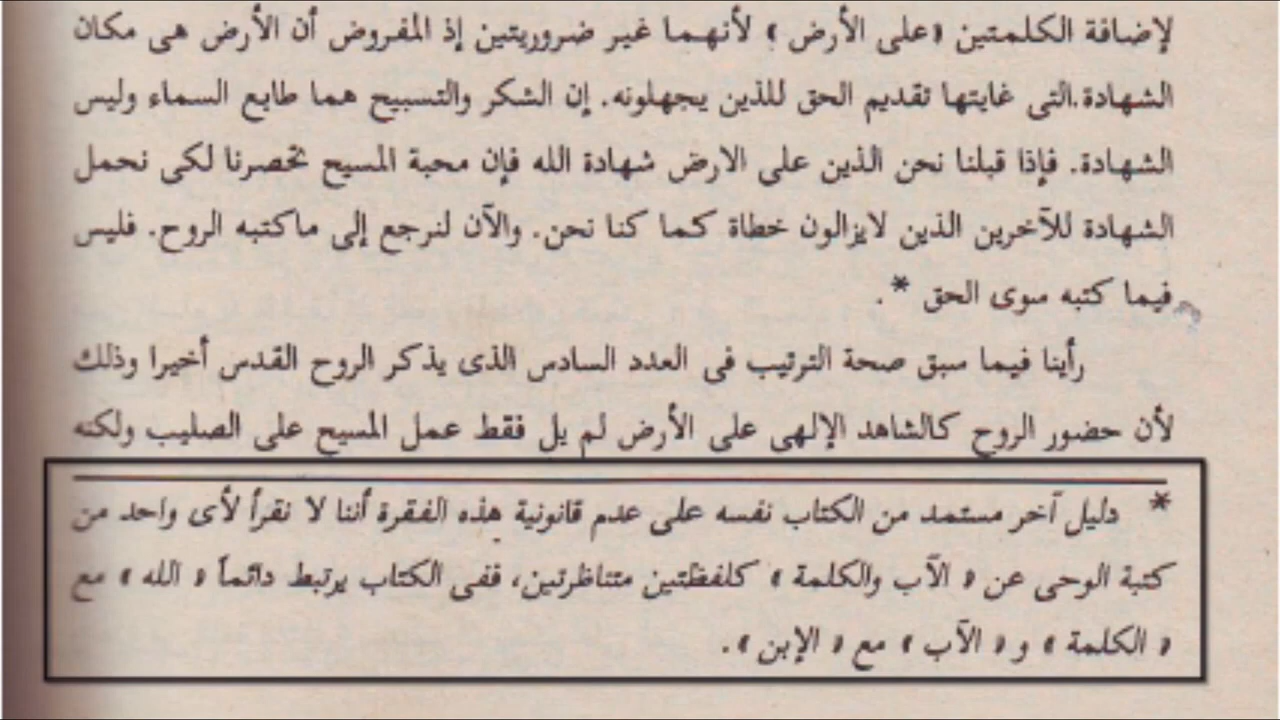 لإضافة الكلمتين «على الأرض» لأنهما غير ضروريتين إذ المفروض أن الأرض هى مكان
الشهادة.التى غايتها تقديم الحق للذين يجهلونه. إن الشكر والتسبيح هما طابع السماء وليس
الشهادة. فإذا قبلنا نحن الذين على الارض شهادة الله فإن محبة المسيح تحصرنا لكى نحمل
الشهادة للآخرين الذين لايزالون خطاة كما كنا نحن. والآن لنرجع إلى ماكتبه الروح. فليس
فيما كتبه سوى الحق *.
رأينا فيما سبق صحة الترتيب فى العدد السادس الذى يذكر الروح القدس أخيرا وذلك
لأن حضور الروح كالشاهد الإلهى على الأرض لم يل فقط عمل المسيح على الصليب ولكنه
* دليل آخر مستمد من الكتاب نفسه على عدم قانونية هذه الفقرة أننا لا نقرأ لأى واحد من
كتبة الوحى عن « الآب والكلمة » كلفظتين متناظرتين، ففى الكتاب يرتبط دائماً « الله » مع
« الكلمة » و « الآب » مع « الإبن ».